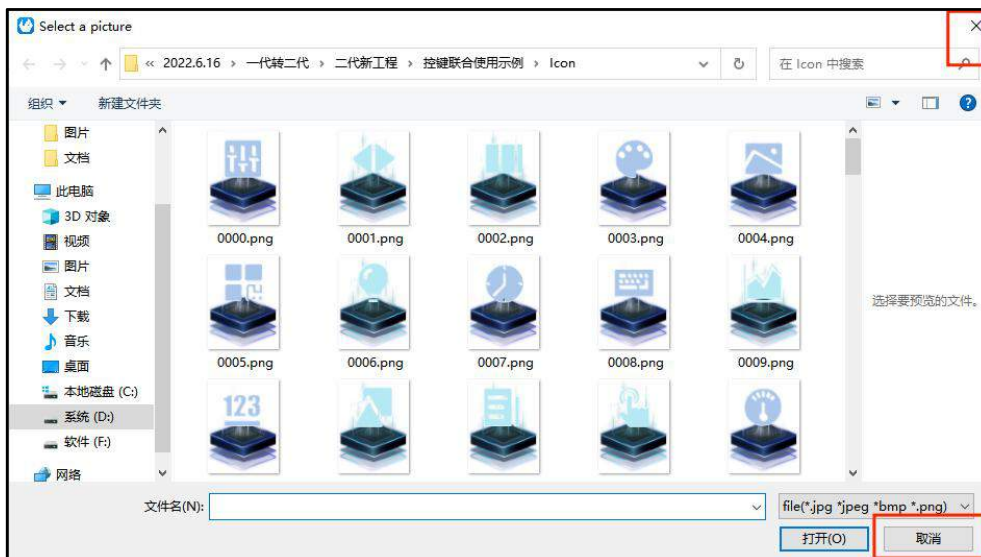 Select a picture
« 2022.6.16 › 一代转二代 › 二代新工程 › 控键联合使用示例 › Icon
在 Icon 中搜索
组织 新建文件夹
图片
文档
此电脑
3D 对象
视频
图片
文档
下载
音乐
桌面
本地磁盘 (C:)
系统 (D:)
软件 (F:)
网络
0000.png 0001.png 0002.png 0003.png 0004.png
0005.png 0006.png 0007.png 0008.png 0009.png
123
选择要预览的文件。
文件名(N):
file(*.jpg *jpeg *bmp *.png)
打开(O) 取消